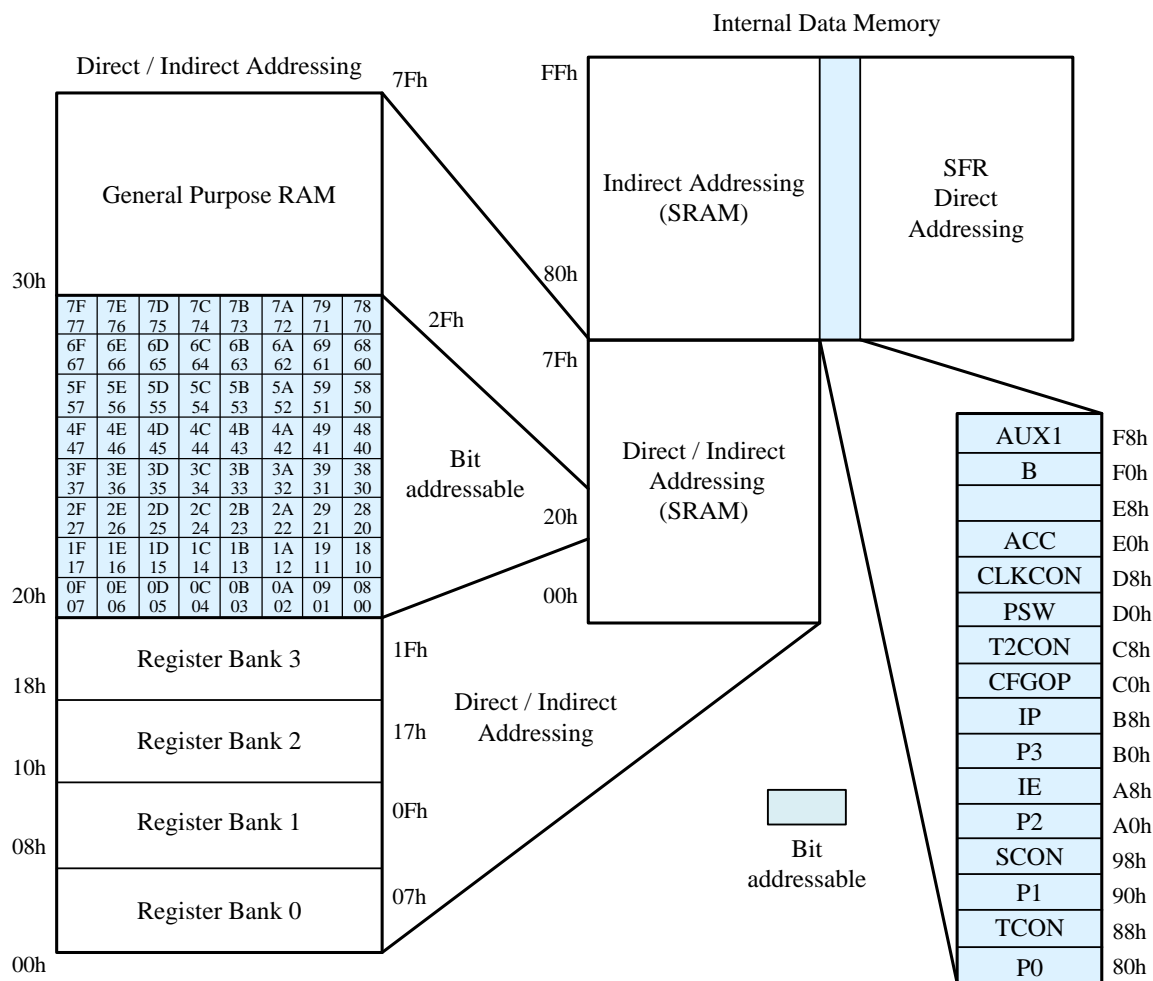 Internal Data Memory
Direct / Indirect Addressing
7Fh
General Purpose RAM
30h
7F 7E 7D 7C 7B 7A 79 78
77 76 75 74 73 72 71 70
6F 6E 6D 6C 6B 6A 69 68
67 66 65 64 63 62 61 60
5F 5E 5D 5C 5B 5A 59 58
57 56 55 54 53 52 51 50
4F 4E 4D 4C 4B 4A 49 48
47 46 45 44 43 42 41 40
3F 3E 3D 3C 3B 3A 39 38
37 36 35 34 33 32 31 30
2F 2E 2D 2C 2B 2A 29 28
27 26 25 24 23 22 21 20
1F 1E 1D 1C 1B 1A 19 18
17 16 15 14 13 12 11 10
0F 0E 0D 0C 0B 0A 09 08
07 06 05 04 03 02 01 00
2Fh
Bit
addressable
20h
Register Bank 3
1Fh
18h
Register Bank 2
17h
10h
Register Bank 1
0Fh
08h
Register Bank 0
07h
00h
Direct / Indirect
Addressing
FFh
Indirect Addressing
(SRAM)
80h
SFR
Direct
Addressing
7Fh
Direct / Indirect
Addressing
(SRAM)
20h
00h
Bit
addressable
AUX1 F8h
B F0h
E8h
ACC E0h
CLKCON D8h
PSW D0h
T2CON C8h
CFGOP C0h
IP B8h
P3 B0h
IE A8h
P2 A0h
SCON 98h
P1 90h
TCON 88h
P0 80h